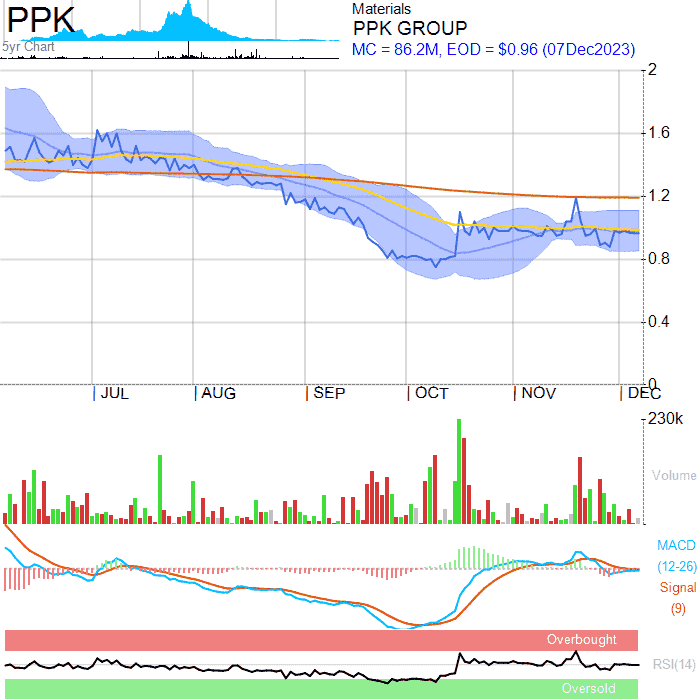 PPK
5yr Chart
Materials
PPK GROUP
MC = 86.2M, EOD = $0.96 (07Dec2023)
2
1.6
1.2
0.8
0.4
0
JUL AUG SEP OCT NOV DEC
230k
Volume
MACD
(12-26)
Signal
(9)
Overbought
RSI(14)
Oversold